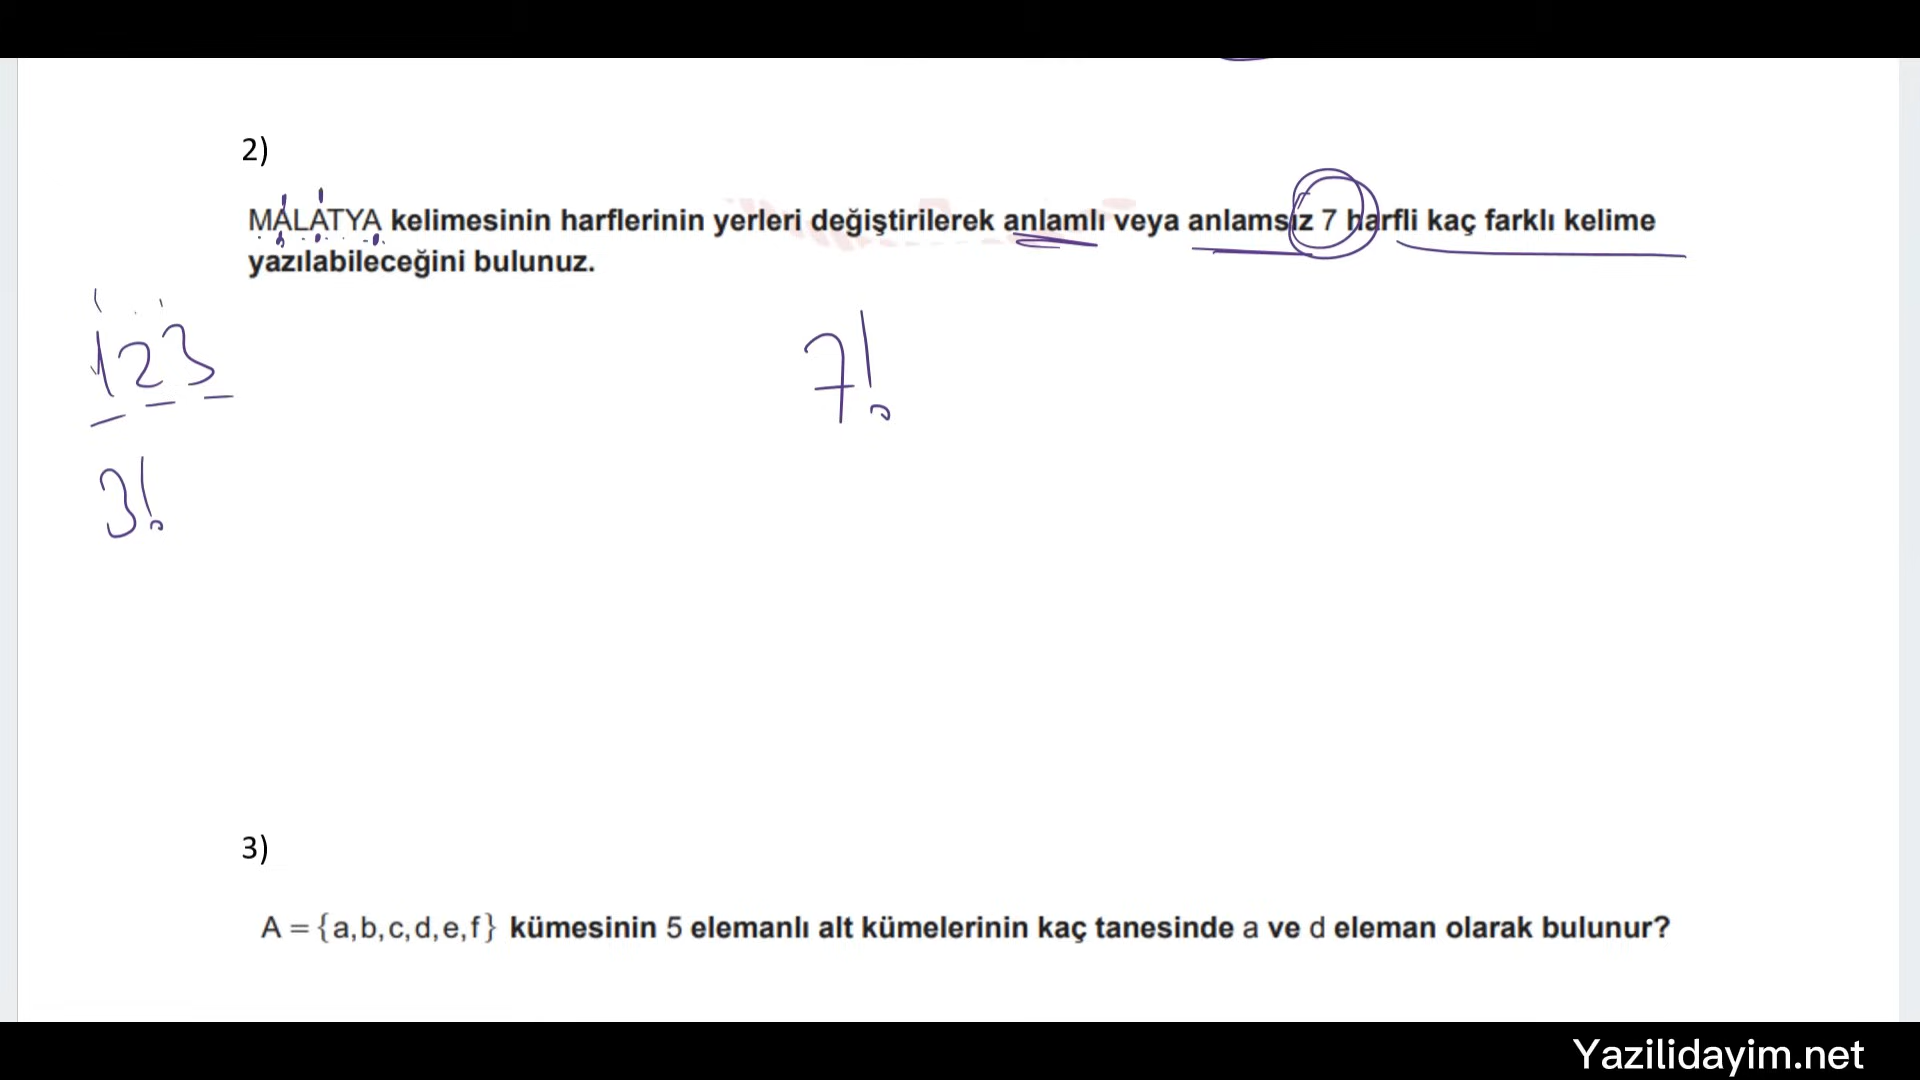 2)
MALATYA kelimesinin harflerinin yerleri değiştirilerek anlamlı veya anlamsız 7 harfli kaç farklı kelime
yazılabileceğini bulunuz.
123
7!
3!
3)
A = {a,b,c,d,e,f} kümesinin 5 elemanlı alt kümelerinin kaç tanesinde a ve d eleman olarak bulunur?
Yazilidayim.net